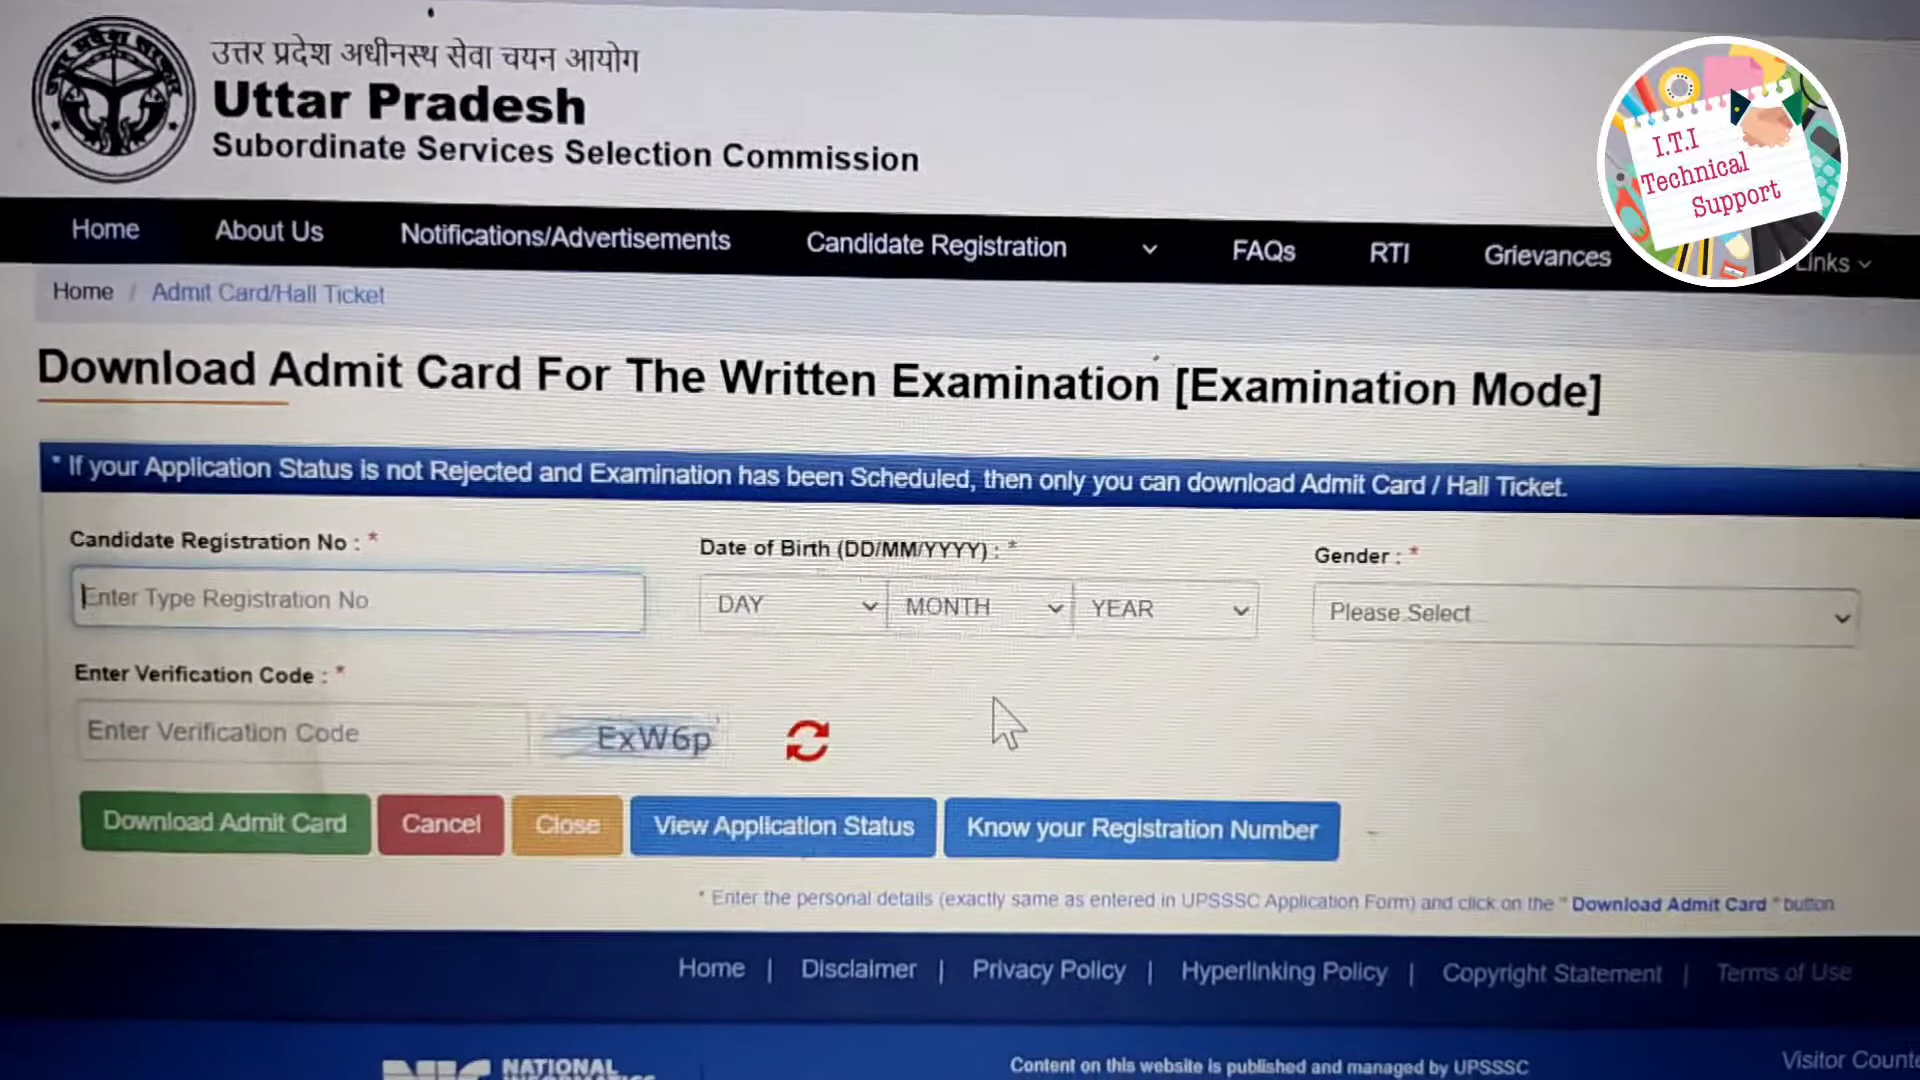 उत्तर प्रदेश अधीनस्थ सेवा चयन आयोग
Uttar Pradesh
Subordinate Services Selection Commission
I.T.I
Technical
Support
Home About Us Notifications/Advertisements Candidate Registration FAQs RTI Grievances Links
Home / Admit Card/Hall Ticket
Download Admit Card For The Written Examination [Examination Mode]
* If your Application Status is not Rejected and Examination has been Scheduled, then only you can download Admit Card / Hall Ticket.
Candidate Registration No : * Date of Birth (DD/MM/YYYY) : * Gender : *
Enter Type Registration No DAY MONTH YEAR Please Select
Enter Verification Code : *
Enter Verification Code ExW6p
Download Admit Card Cancel Close View Application Status Know your Registration Number
* Enter the personal details (exactly same as entered in UPSSSC Application Form) and click on the " Download Admit Card " button
Home | Disclaimer | Privacy Policy | Hyperlinking Policy | Copyright Statement | Terms of Use
NIC NATIONAL
Content on this website is published and managed by UPSSSC
Visitor